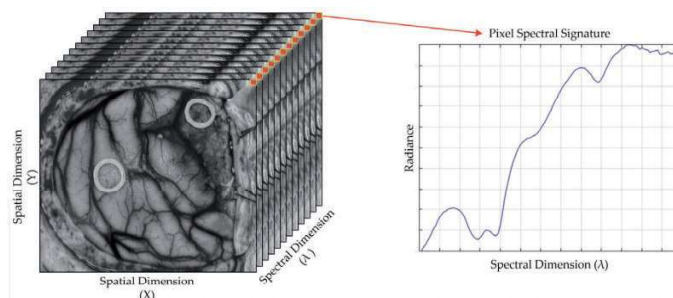 Pixel Spectral Signature
Spatial Dimension
(Y)
Spatial Dimension
(X)
Spectral Dimension
(λ)
Radiance
Spectral Dimension (λ)